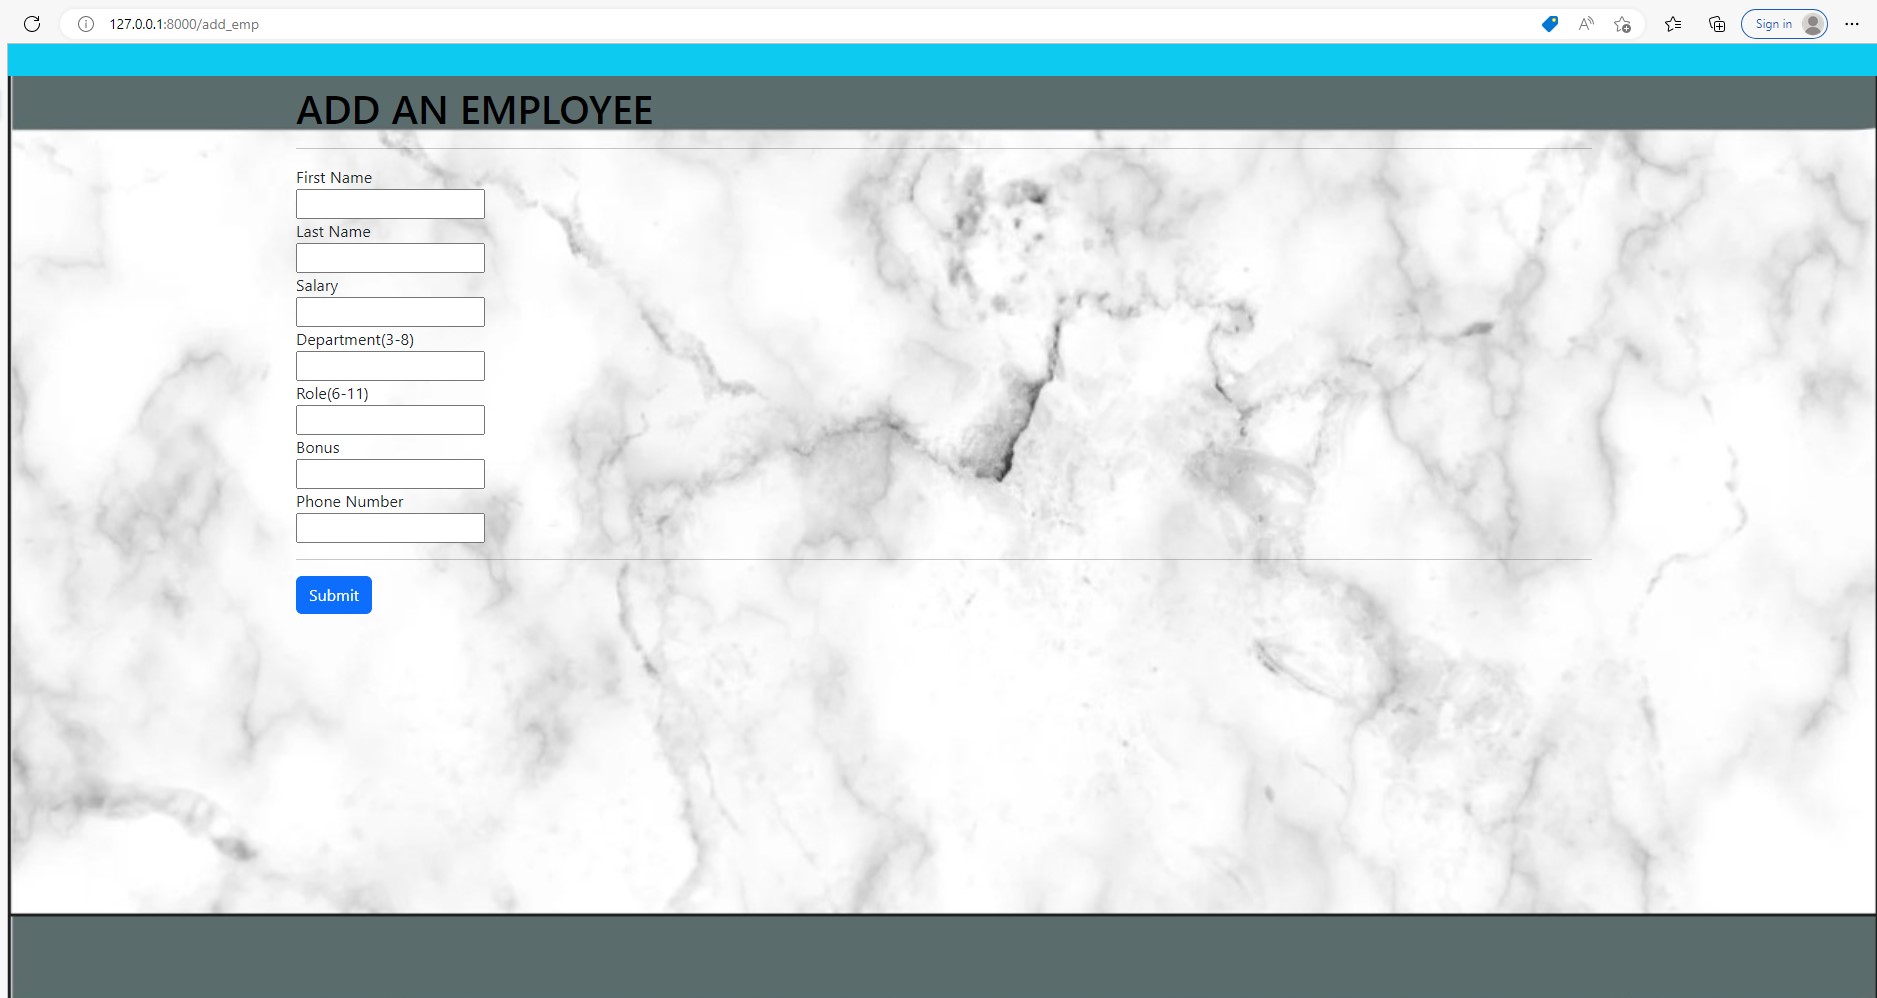 127.0.0.1:8000/add_emp
Sign in
ADD AN EMPLOYEE
First Name
Last Name
Salary
Department(3-8)
Role(6-11)
Bonus
Phone Number
Submit